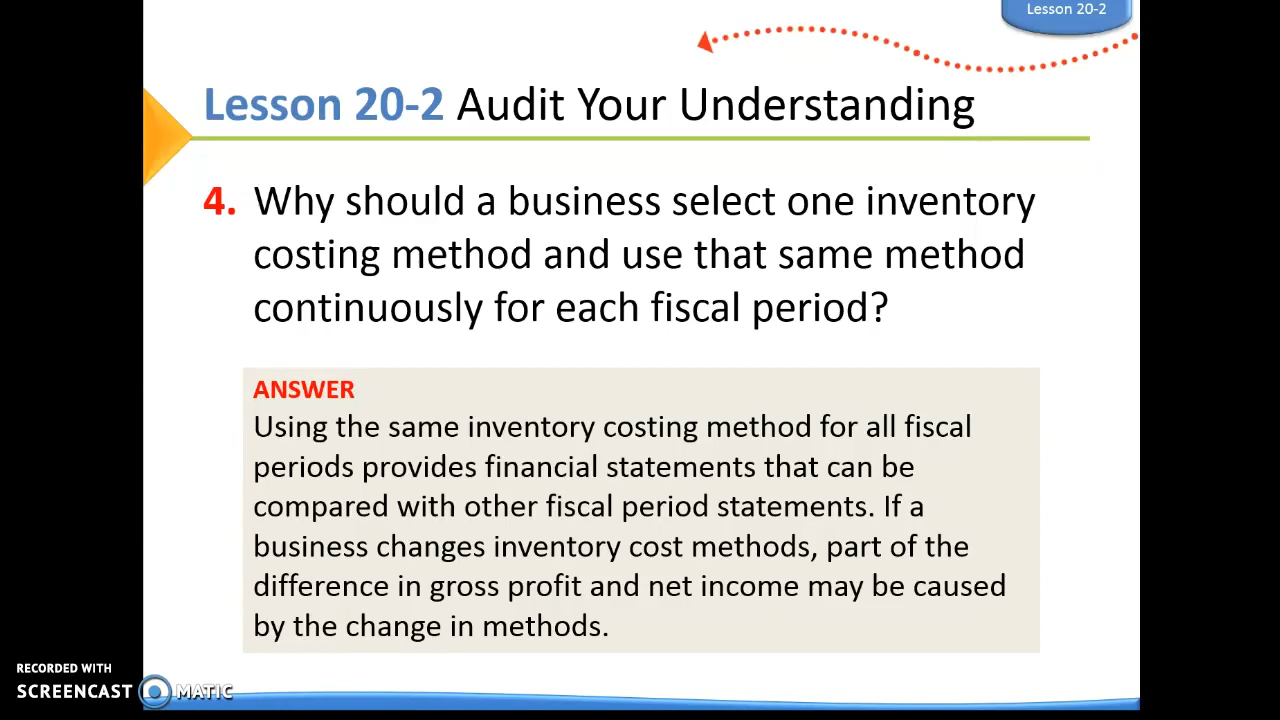 Lesson 20-2
Lesson 20-2 Audit Your Understanding
4. Why should a business select one inventory
costing method and use that same method
continuously for each fiscal period?
ANSWER
Using the same inventory costing method for all fiscal
periods provides financial statements that can be
compared with other fiscal period statements. If a
business changes inventory cost methods, part of the
difference in gross profit and net income may be caused
by the change in methods.
RECORDED WITH
SCREENCAST MATIC